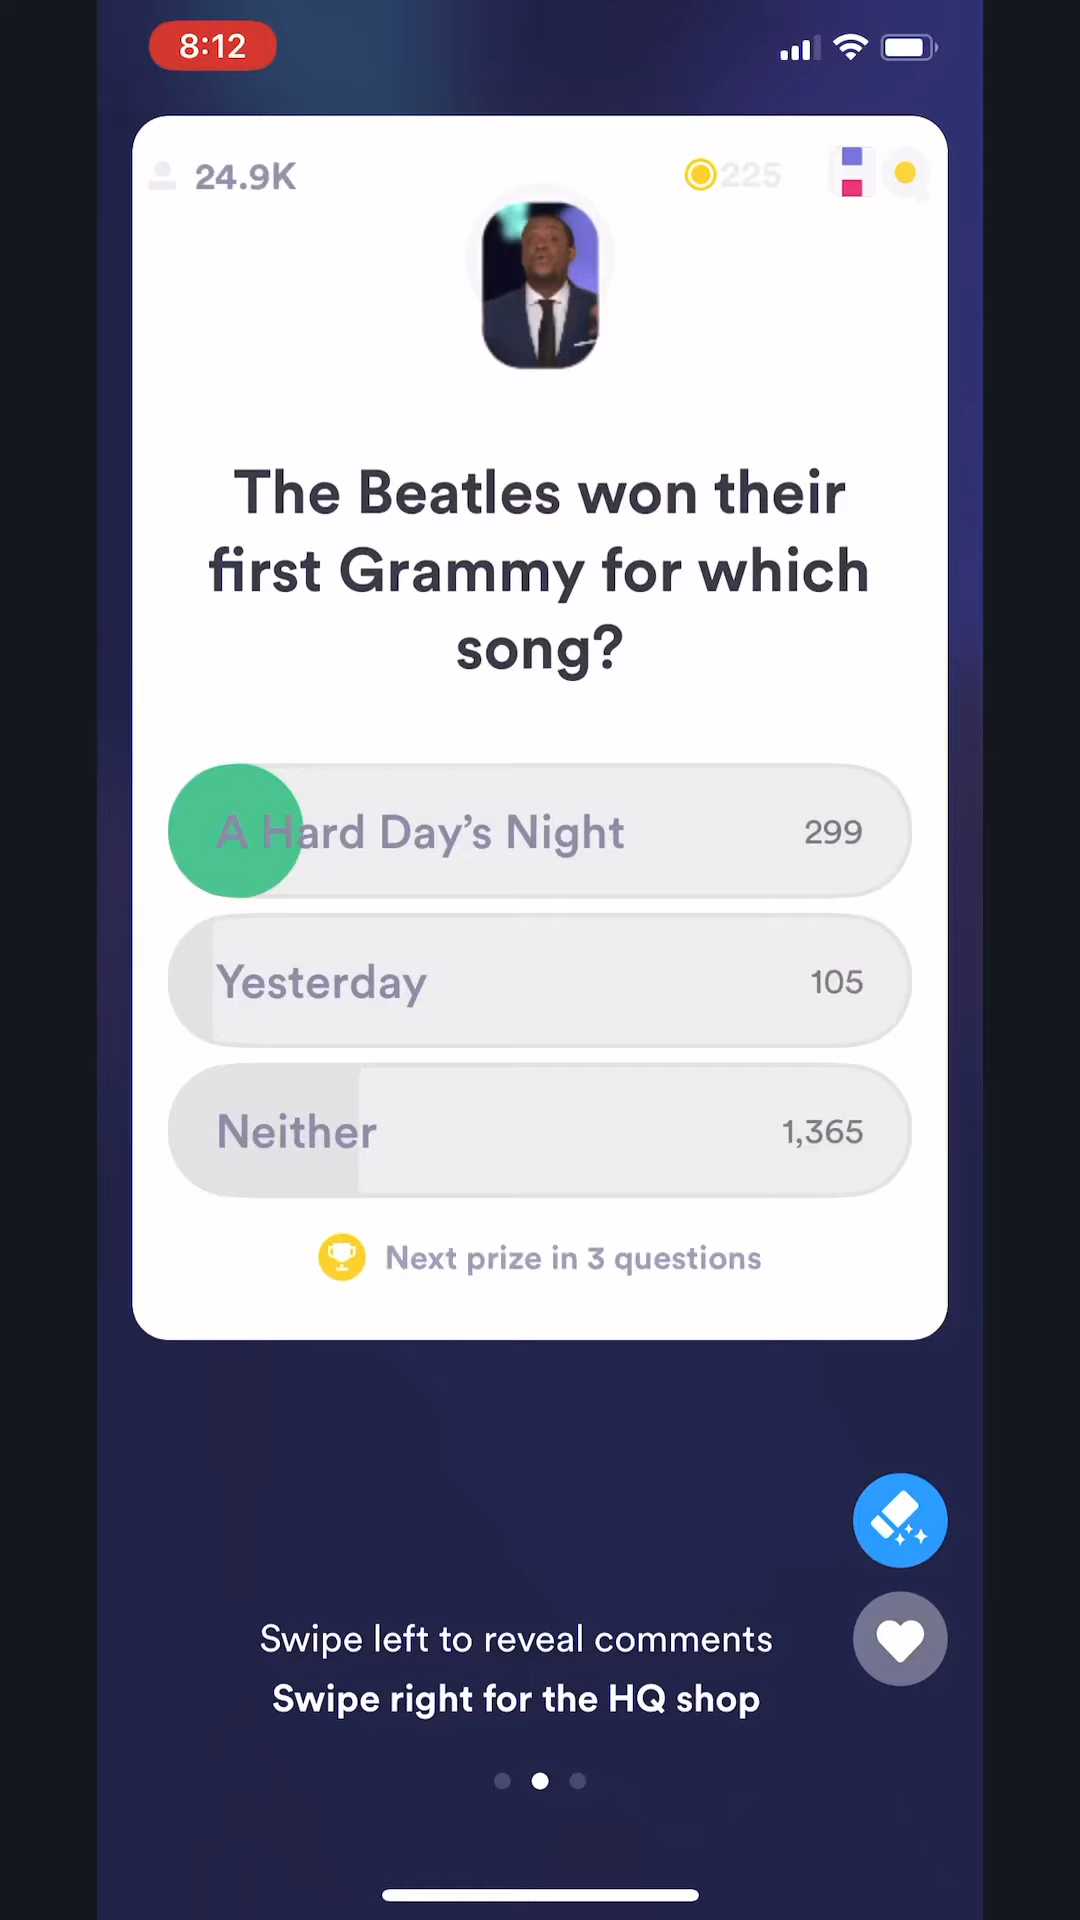 8:12
24.9K
225
The Beatles won their
first Grammy for which
song?
A Hard Day’s Night 299
Yesterday 105
Neither 1,365
Next prize in 3 questions
Swipe left to reveal comments
Swipe right for the HQ shop